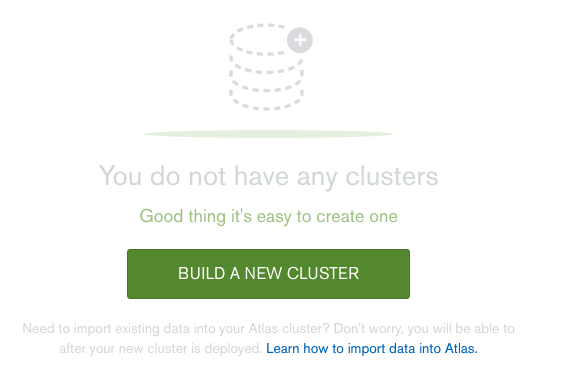 You do not have any clusters
Good thing it's easy to create one
BUILD A NEW CLUSTER
Need to import existing data into your Atlas cluster? Don't worry, you will be able to
after your new cluster is deployed. Learn how to import data into Atlas.